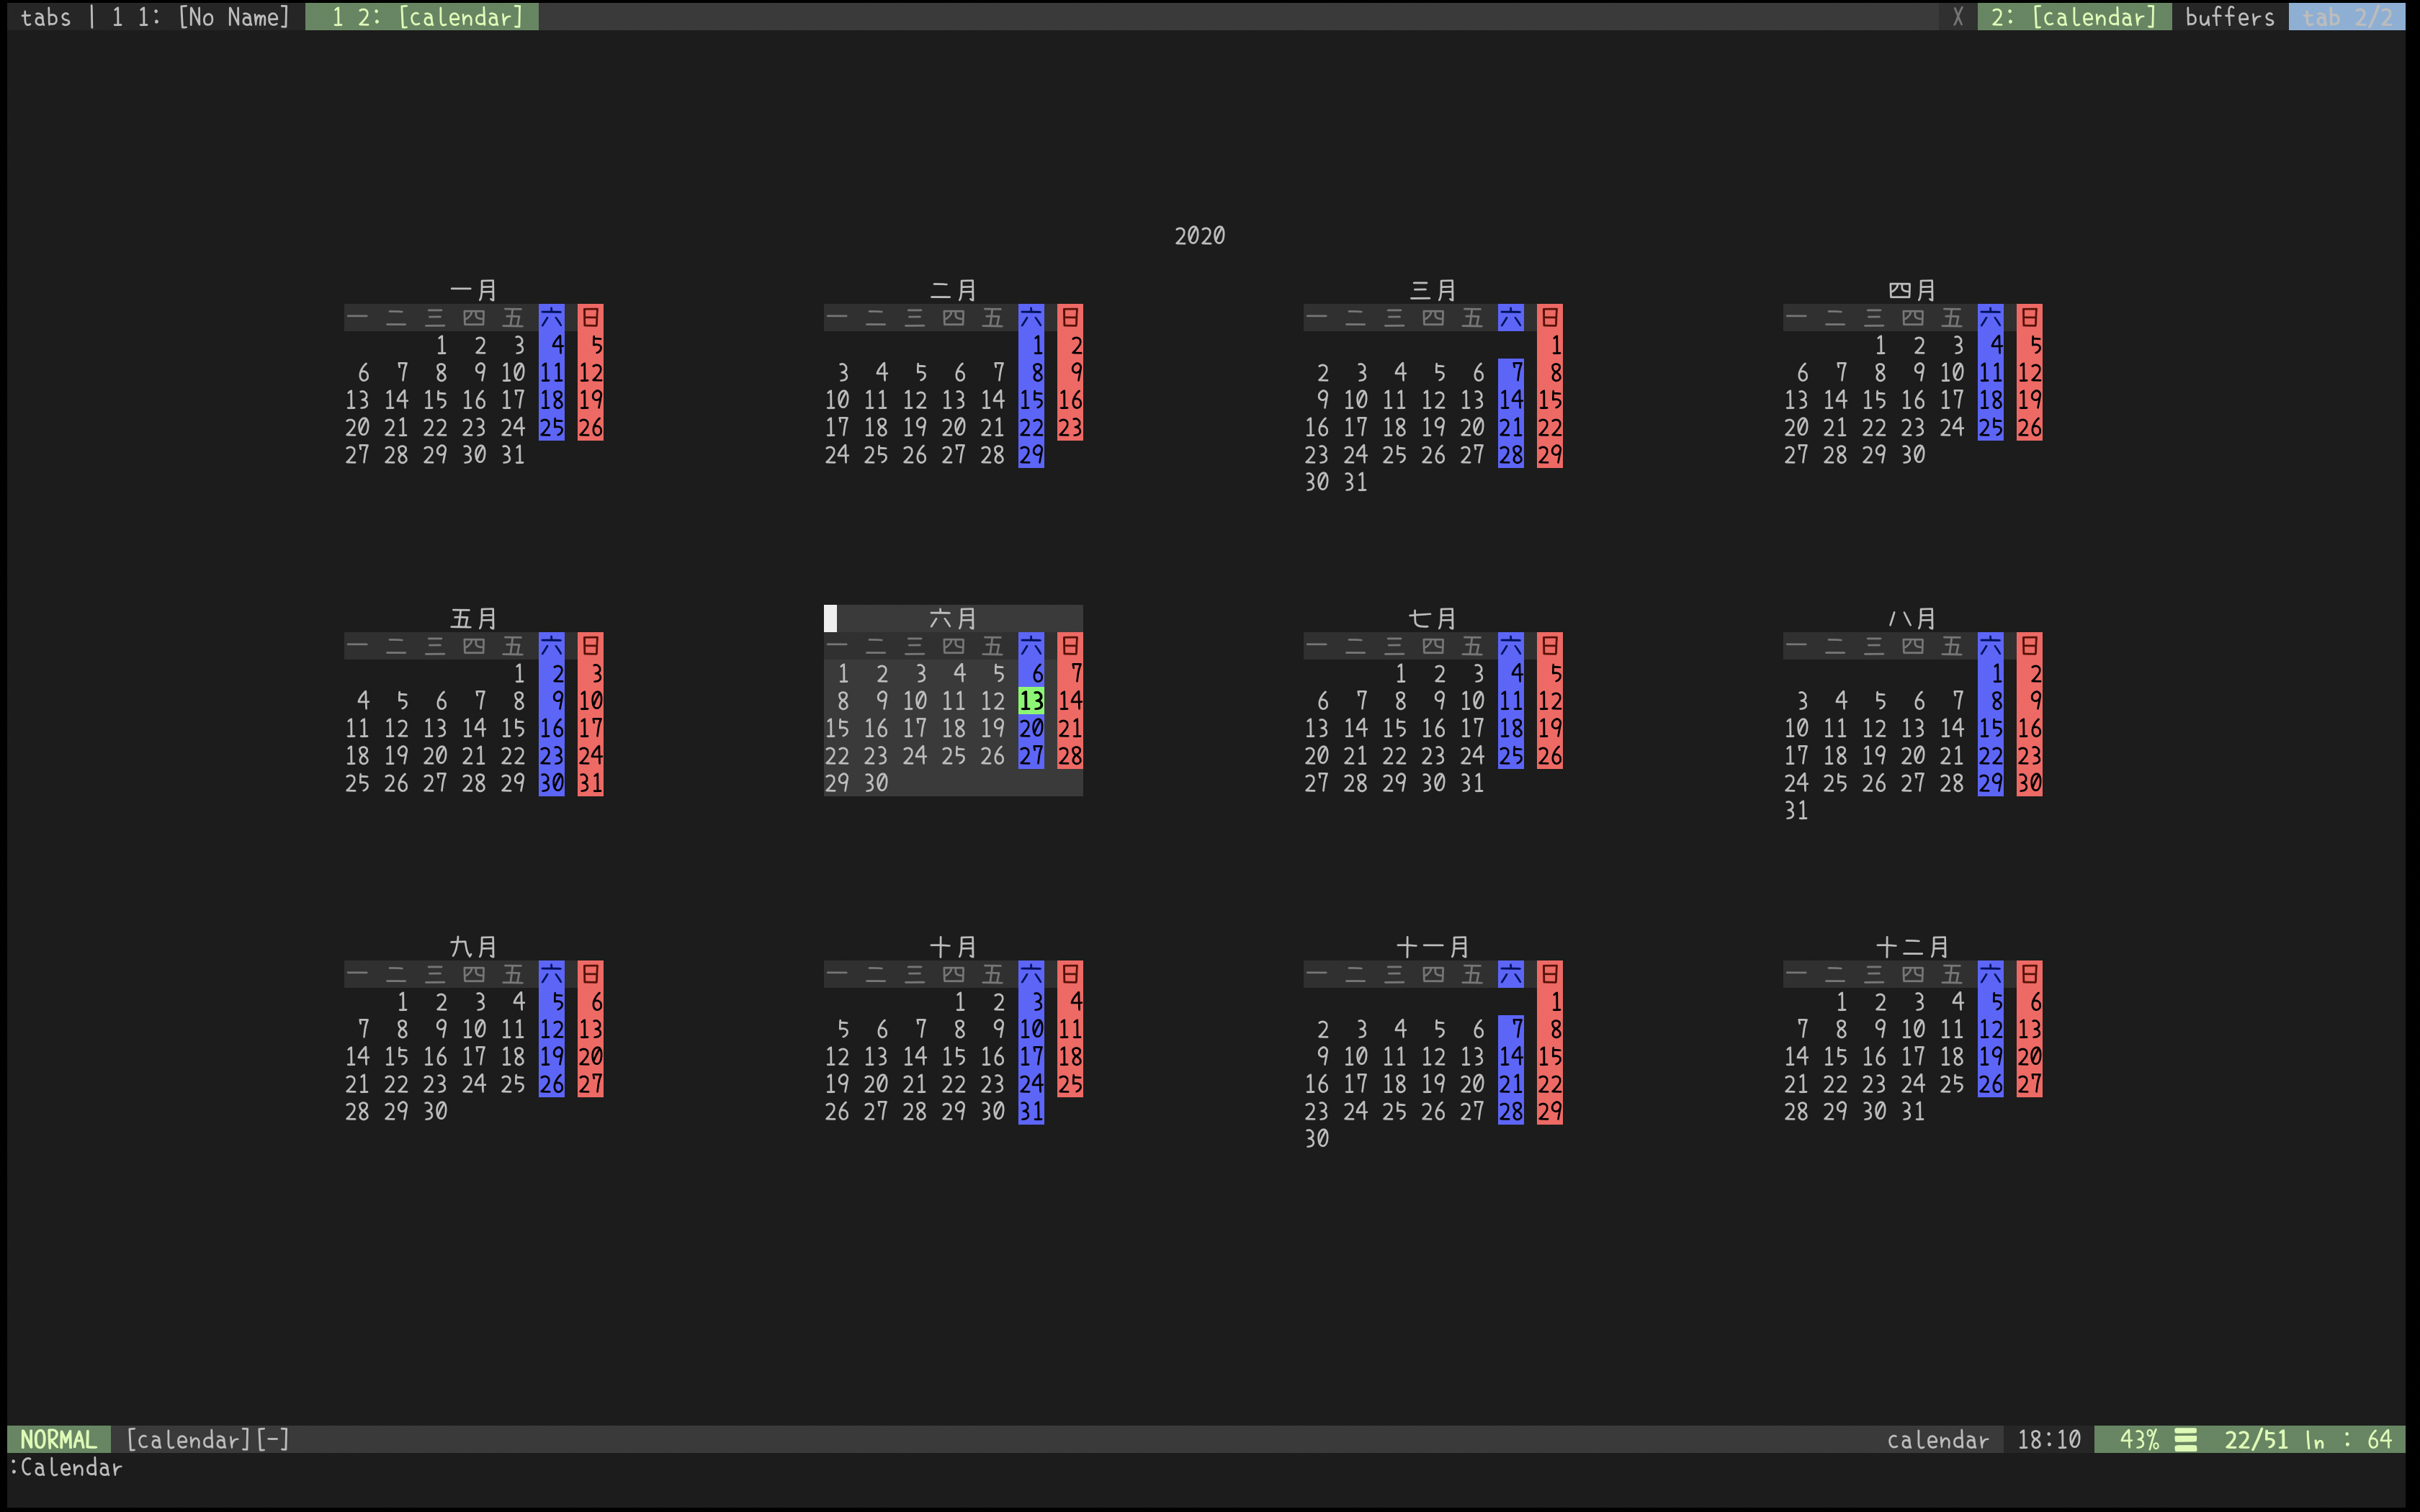 tabs | 1 1: [No Name] 1 2: [calendar] X 2: [calendar] buffers tab 2/2
2020
一月 二月 三月 四月
一 二 三 四 五 六 日 一 二 三 四 五 六 日 一 二 三 四 五 六 日 一 二 三 四 五 六 日
1 2 3 4 5 1 2 1 1 2 3 4 5
6 7 8 9 10 11 12 3 4 5 6 7 8 9 2 3 4 5 6 7 8 6 7 8 9 10 11 12
13 14 15 16 17 18 19 10 11 12 13 14 15 16 9 10 11 12 13 14 15 13 14 15 16 17 18 19
20 21 22 23 24 25 26 17 18 19 20 21 22 23 16 17 18 19 20 21 22 20 21 22 23 24 25 26
27 28 29 30 31 24 25 26 27 28 29 23 24 25 26 27 28 29 27 28 29 30
30 31
五月 六月 七月 八月
一 二 三 四 五 六 日 一 二 三 四 五 六 日 一 二 三 四 五 六 日 一 二 三 四 五 六 日
1 2 3 1 2 3 4 5 6 7 1 2 3 4 5 1 2
4 5 6 7 8 9 10 8 9 10 11 12 13 14 6 7 8 9 10 11 12 3 4 5 6 7 8 9
11 12 13 14 15 16 17 15 16 17 18 19 20 21 13 14 15 16 17 18 19 10 11 12 13 14 15 16
18 19 20 21 22 23 24 22 23 24 25 26 27 28 20 21 22 23 24 25 26 17 18 19 20 21 22 23
25 26 27 28 29 30 31 29 30 27 28 29 30 31 24 25 26 27 28 29 30
31
九月 十月 十一月 十二月
一 二 三 四 五 六 日 一 二 三 四 五 六 日 一 二 三 四 五 六 日 一 二 三 四 五 六 日
1 2 3 4 5 6 1 2 3 4 1 1 2 3 4 5 6
7 8 9 10 11 12 13 5 6 7 8 9 10 11 2 3 4 5 6 7 8 7 8 9 10 11 12 13
14 15 16 17 18 19 20 12 13 14 15 16 17 18 9 10 11 12 13 14 15 14 15 16 17 18 19 20
21 22 23 24 25 26 27 19 20 21 22 23 24 25 16 17 18 19 20 21 22 21 22 23 24 25 26 27
28 29 30 26 27 28 29 30 31 23 24 25 26 27 28 29 28 29 30 31
30
NORMAL [calendar][-] calendar 18:10 43% ☰ 22/51 ln : 64
:Calendar